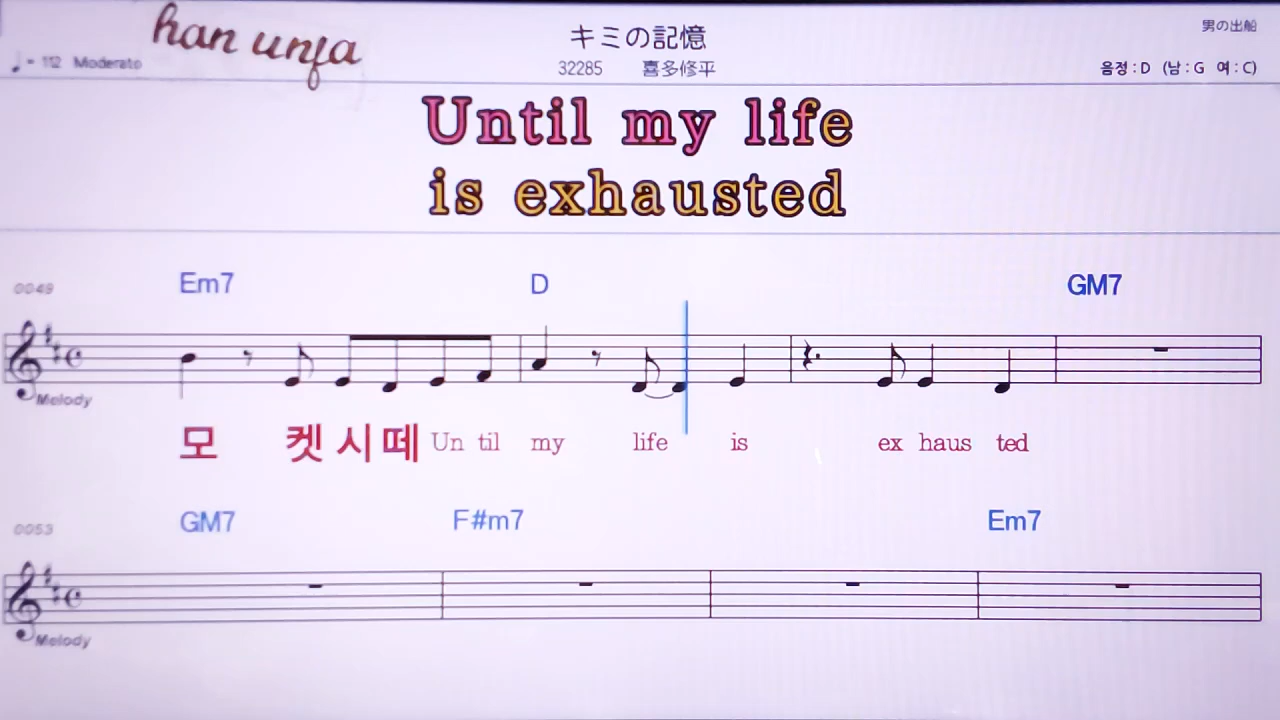 han unfa
キミの記憶
男の出船
♩= 112 Moderato
32285 喜多修平
음정 : D (남 : G 여 : C)
Until my life
is exhausted
0049 Em7 D GM7
Melody
모 켓 시 떼 Un til my life is ex haus ted
0053 GM7 F#m7 Em7
Melody